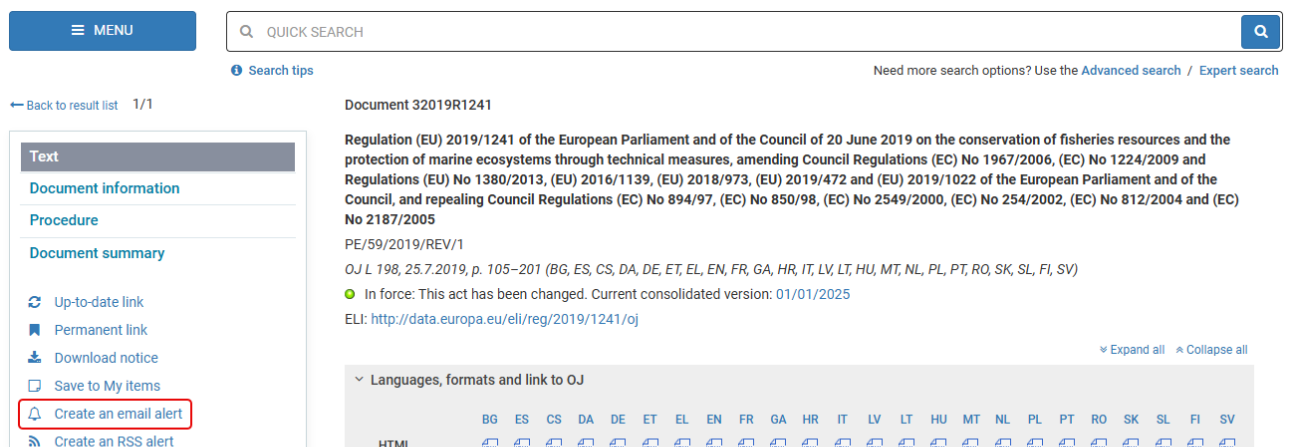 MENU
QUICK SEARCH
Search tips
Need more search options? Use the Advanced search / Expert search
Back to result list 1/1
Document 32019R1241
Regulation (EU) 2019/1241 of the European Parliament and of the Council of 20 June 2019 on the conservation of fisheries resources and the
protection of marine ecosystems through technical measures, amending Council Regulations (EC) No 1967/2006, (EC) No 1224/2009 and
Regulations (EU) No 1380/2013, (EU) 2016/1139, (EU) 2018/973, (EU) 2019/472 and (EU) 2019/1022 of the European Parliament and of the
Council, and repealing Council Regulations (EC) No 894/97, (EC) No 850/98, (EC) No 2549/2000, (EC) No 254/2002, (EC) No 812/2004 and (EC)
No 2187/2005
PE/59/2019/REV/1
OJ L 198, 25.7.2019, p. 105–201 (BG, ES, CS, DA, DE, ET, EL, EN, FR, GA, HR, IT, LV, LT, HU, MT, NL, PL, PT, RO, SK, SL, FI, SV)
In force: This act has been changed. Current consolidated version: 01/01/2025
ELI: http://data.europa.eu/eli/reg/2019/1241/oj
Text
Document information
Procedure
Document summary
Up-to-date link
Permanent link
Download notice
Save to My items
Create an email alert
Create an RSS alert
Expand all Collapse all
Languages, formats and link to OJ
BG ES CS DA DE ET EL EN FR GA HR IT LV LT HU MT NL PL PT RO SK SL FI SV
HTML